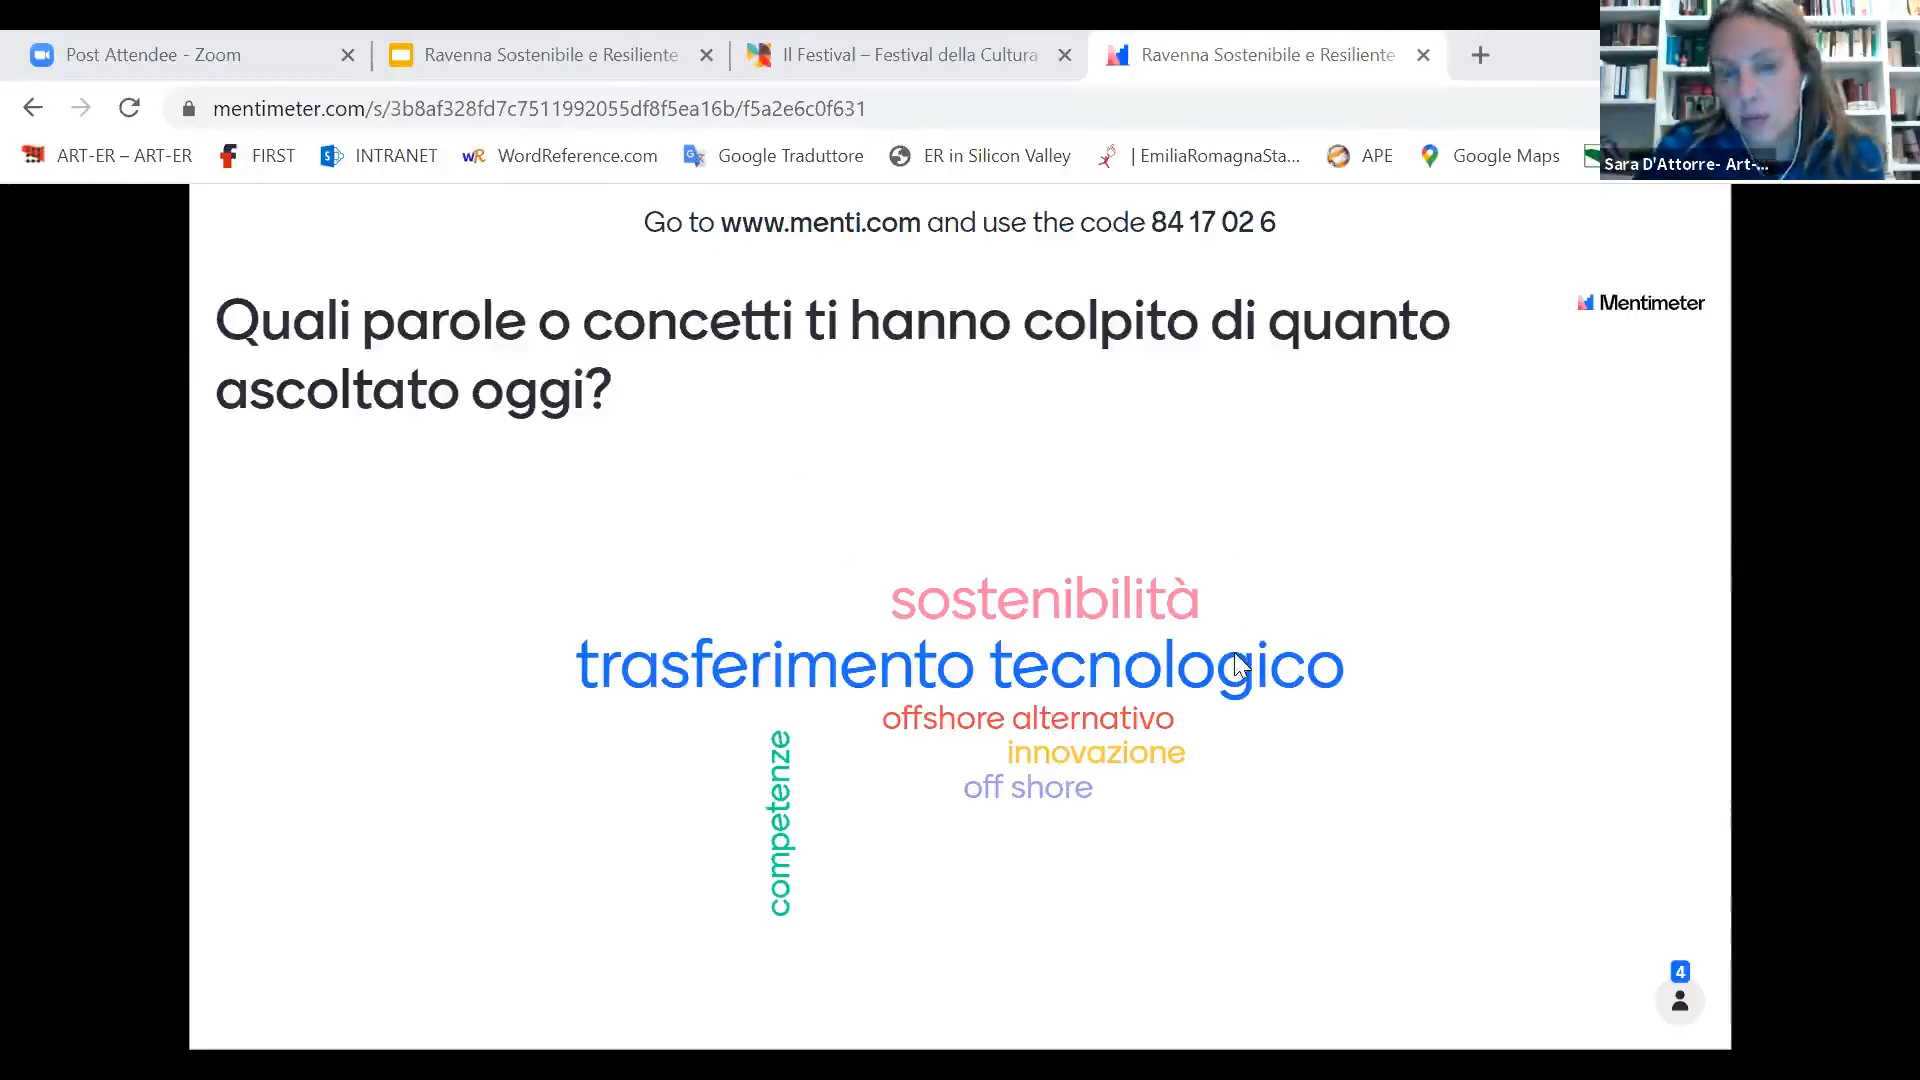 Post Attendee - Zoom
Ravenna Sostenibile e Resiliente
Il Festival – Festival della Cultura
Ravenna Sostenibile e Resiliente
mentimeter.com/s/3b8af328fd7c7511992055df8f5ea16b/f5a2e6c0f631
ART-ER – ART-ER
FIRST
INTRANET
WordReference.com
Google Traduttore
ER in Silicon Valley
| EmiliaRomagnaSta...
APE
Google Maps
Sara D'Attorre- Art-...
Go to www.menti.com and use the code 84 17 02 6
Quali parole o concetti ti hanno colpito di quanto
ascoltato oggi?
Mentimeter
sostenibilità
trasferimento tecnologico
offshore alternativo
innovazione
off shore
competenze
4